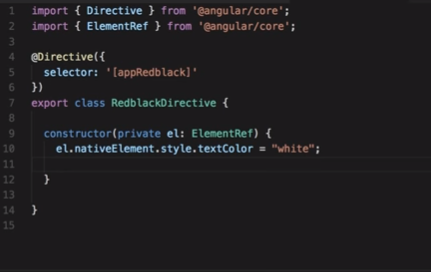 1 import { Directive } from '@angular/core';
2 import { ElementRef } from '@angular/core';
3
4 @Directive({
5   selector: '[appRedblack]'
6 })
7 export class RedblackDirective {
8
9   constructor(private el: ElementRef) {
10     el.nativeElement.style.textColor = "white";
11
12   }
13
14 }
15